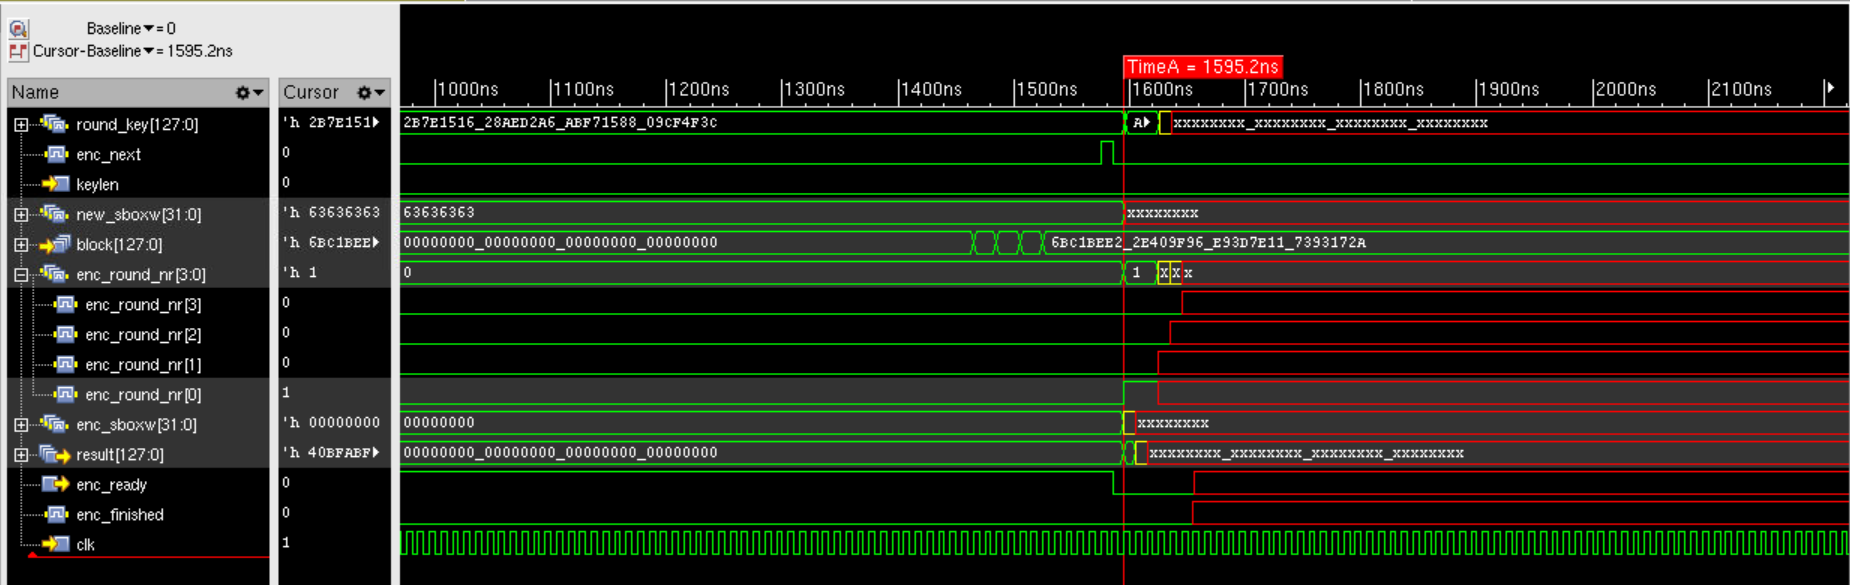 Baseline▼=0
Cursor-Baseline▼=1595.2ns
TimeA = 1595.2ns
Name Cursor 1000ns 1100ns 1200ns 1300ns 1400ns 1500ns 1600ns 1700ns 1800ns 1900ns 2000ns 2100ns
round_key[127:0] 'h 2B7E151▶ 2B7E1516_28AED2A6_ABF71588_09CF4F3C A▶ xxxxxxxx_xxxxxxxx_xxxxxxxx_xxxxxxxx
enc_next 0
keylen 0
new_sboxw[31:0] 'h 63636363 63636363 xxxxxxxx
block[127:0] 'h 6BC1BEE▶ 00000000_00000000_00000000_00000000 6BC1BEE2_2E409F96_E93D7E11_7393172A
enc_round_nr[3:0] 'h 1 0 1 X X x
enc_round_nr[3] 0
enc_round_nr[2] 0
enc_round_nr[1] 0
enc_round_nr[0] 1
enc_sboxw[31:0] 'h 00000000 00000000 xxxxxxxx
result[127:0] 'h 40BFABF▶ 00000000_00000000_00000000_00000000 xxxxxxxx_xxxxxxxx_xxxxxxxx_xxxxxxxx
enc_ready 0
enc_finished 0
clk 1